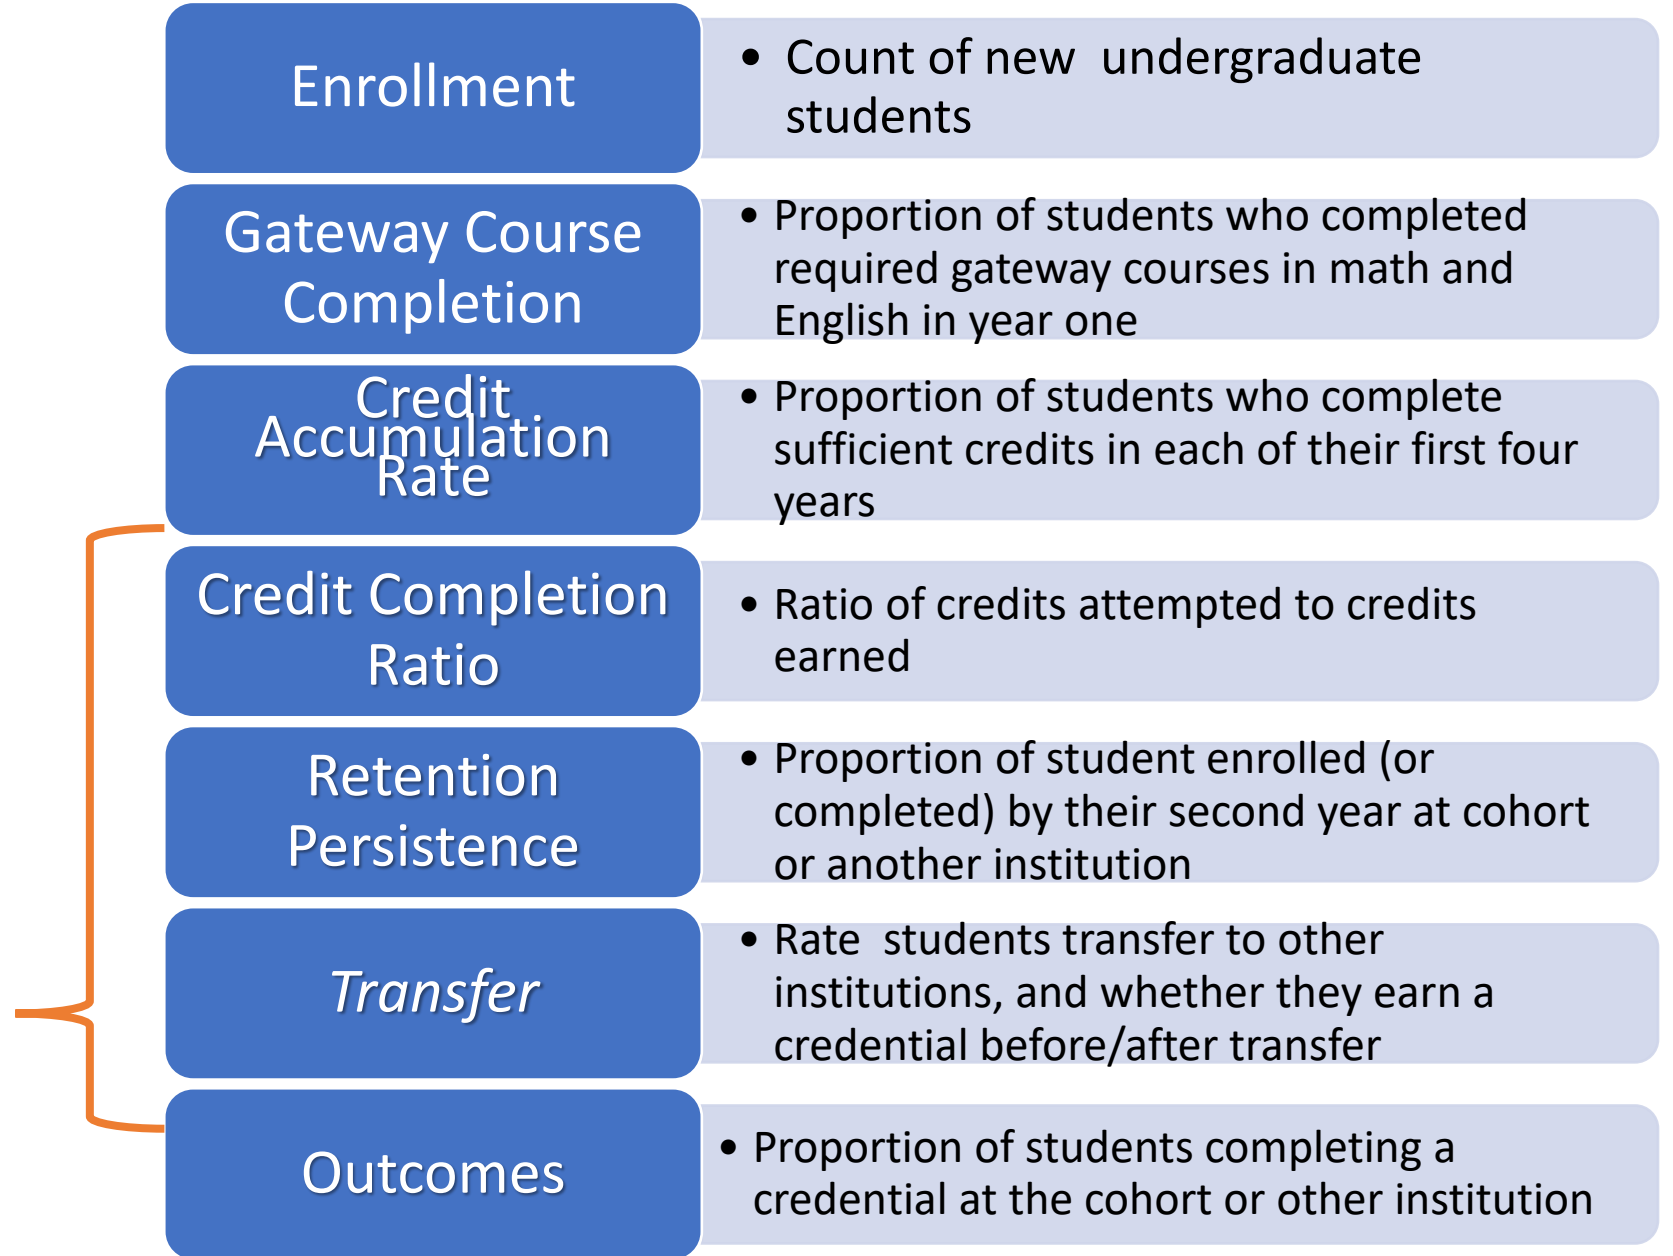 Enrollment
• Count of new  undergraduate
students
Gateway Course
Completion
• Proportion of students who completed
required gateway courses in math and
English in year one
Credit
Accumulation
Rate
• Proportion of students who complete
sufficient credits in each of their first four
years
Credit Completion
Ratio
• Ratio of credits attempted to credits
earned
Retention
Persistence
• Proportion of student enrolled (or
completed) by their second year at cohort
or another institution
Transfer
• Rate  students transfer to other
institutions, and whether they earn a
credential before/after transfer
Outcomes
• Proportion of students completing a
credential at the cohort or other institution